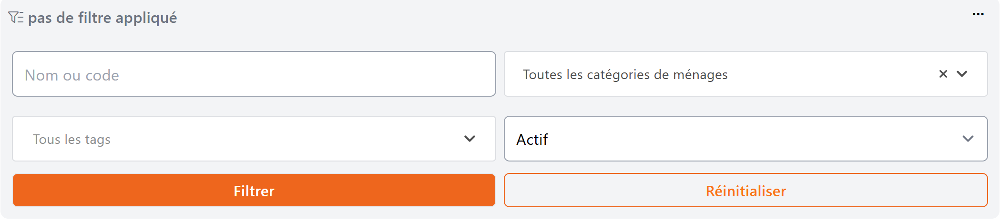 pas de filtre appliqué
Nom ou code
Toutes les catégories de ménages
Tous les tags
Actif
Filtrer
Réinitialiser